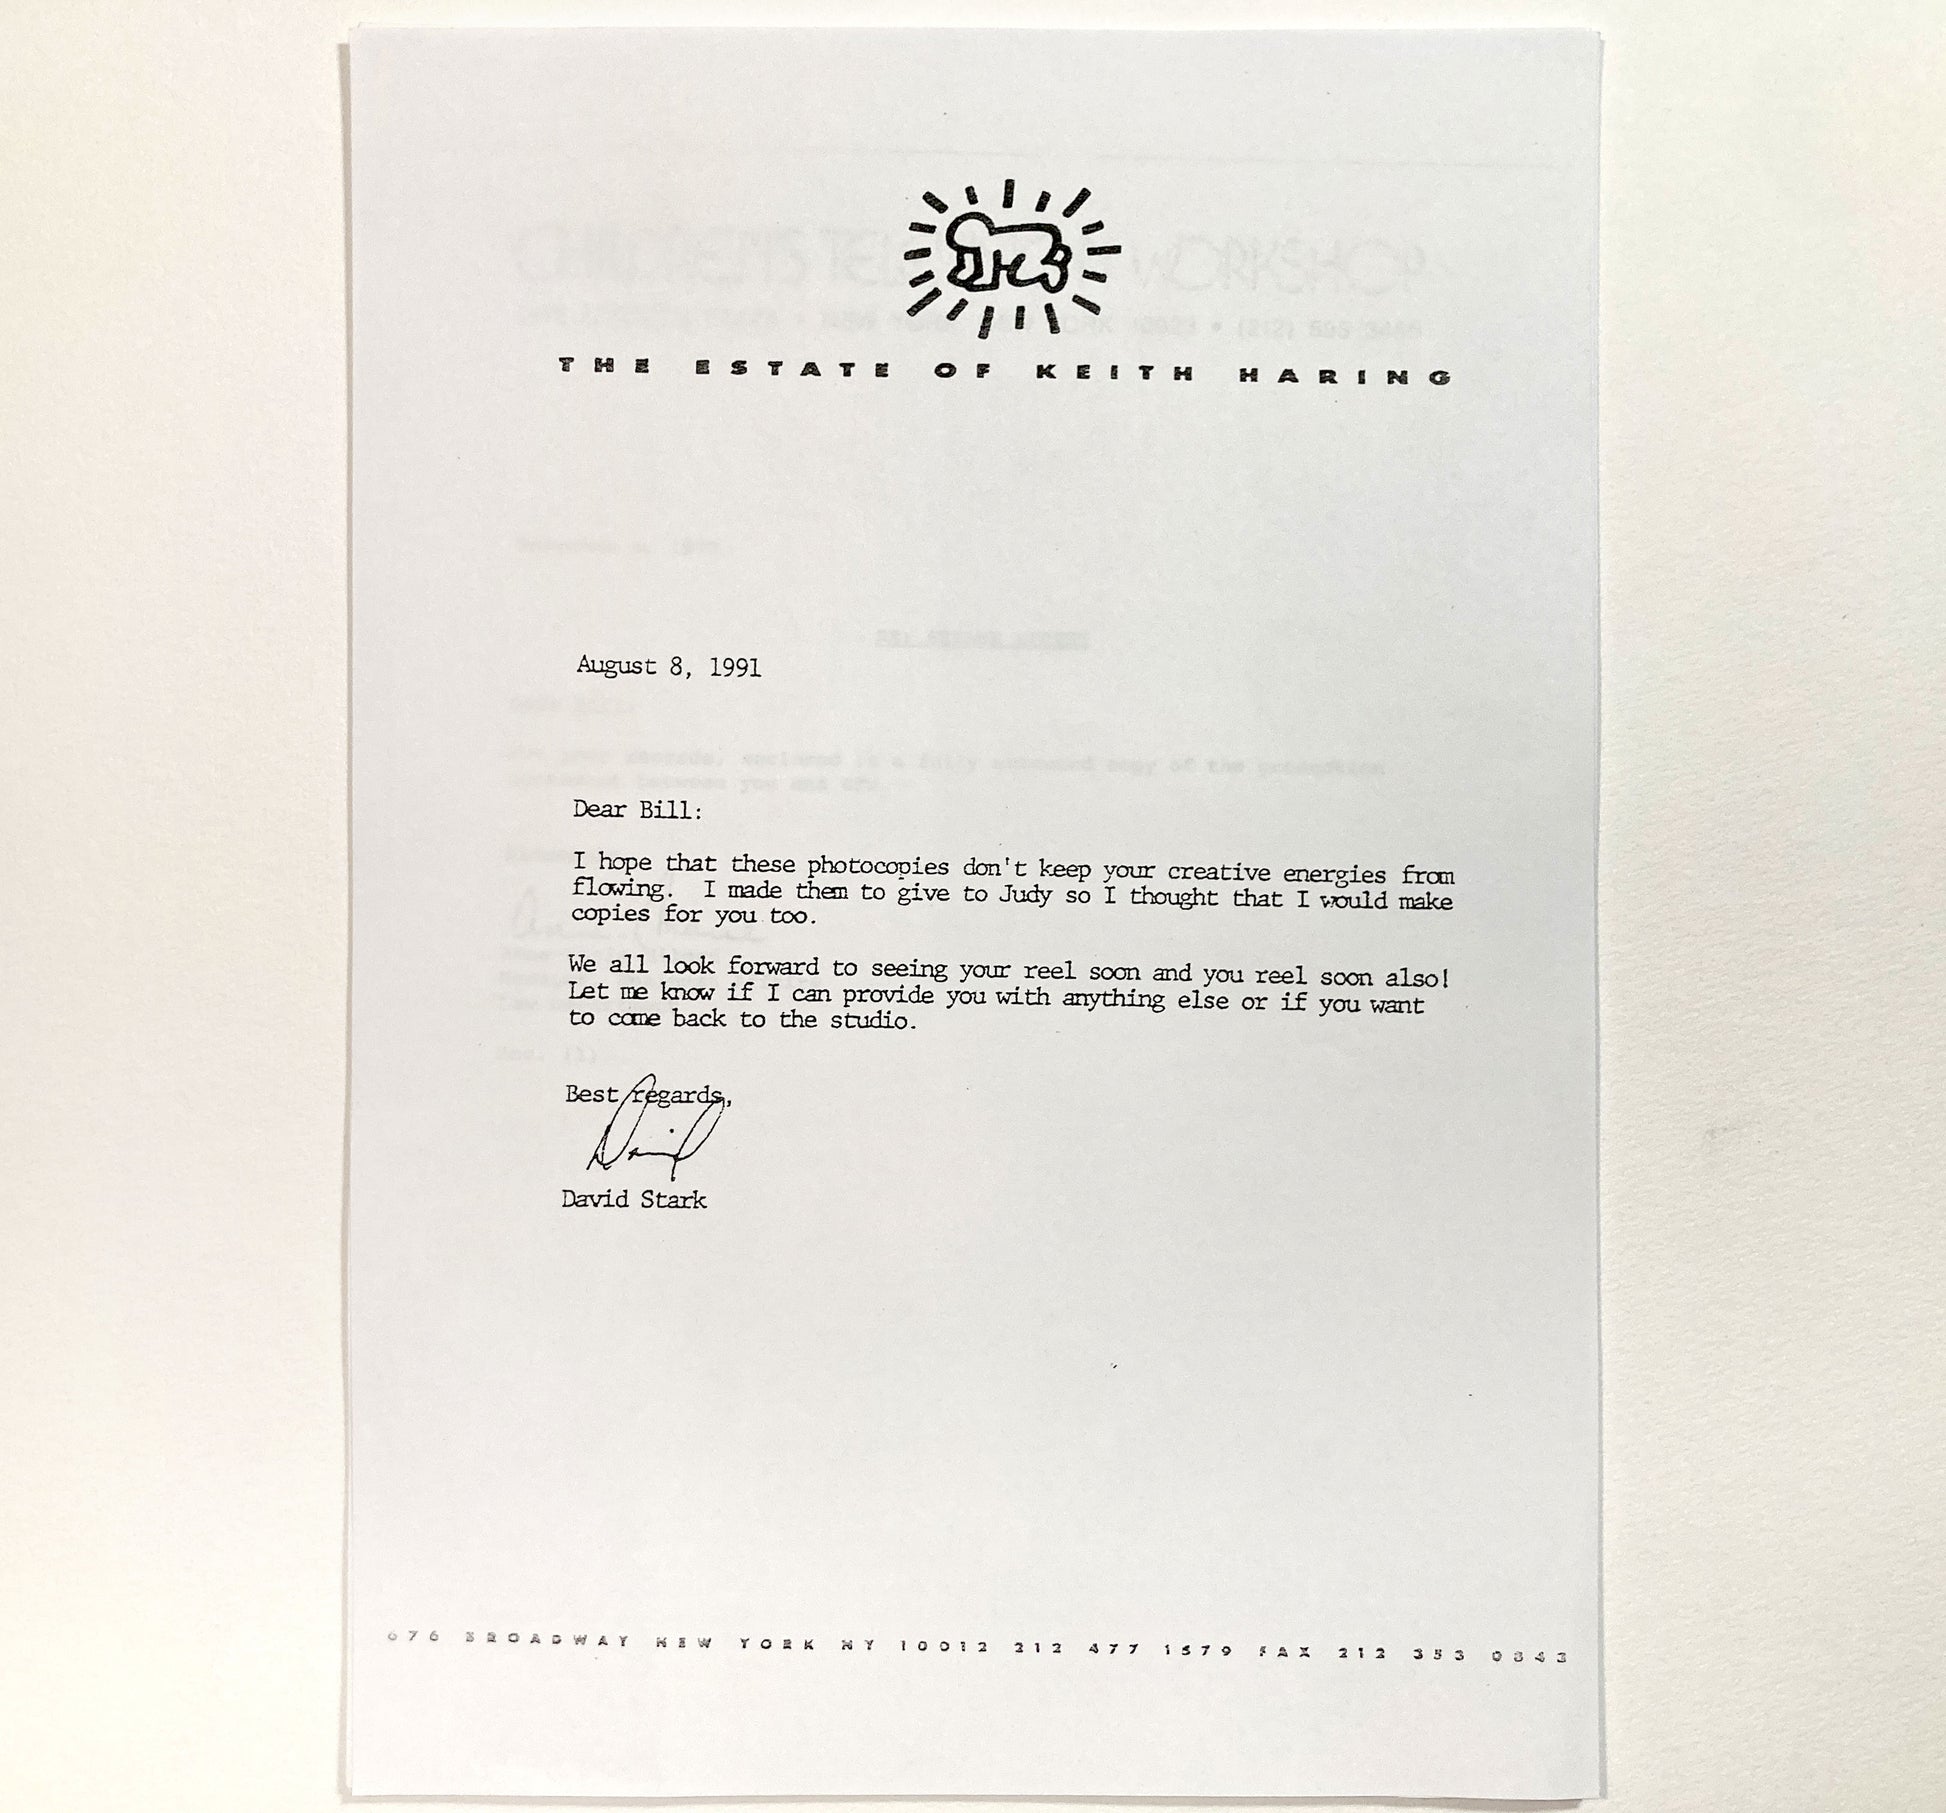 THE ESTATE OF KEITH HARING
August 8, 1991
Dear Bill:
I hope that these photocopies don't keep your creative energies from
flowing.  I made them to give to Judy so I thought that I would make
copies for you too.
We all look forward to seeing your reel soon and you reel soon also!
Let me know if I can provide you with anything else or if you want
to come back to the studio.
Best regards,
David
David Stark
676 BROADWAY NEW YORK NY 10012 212 477 1579 FAX 212 353